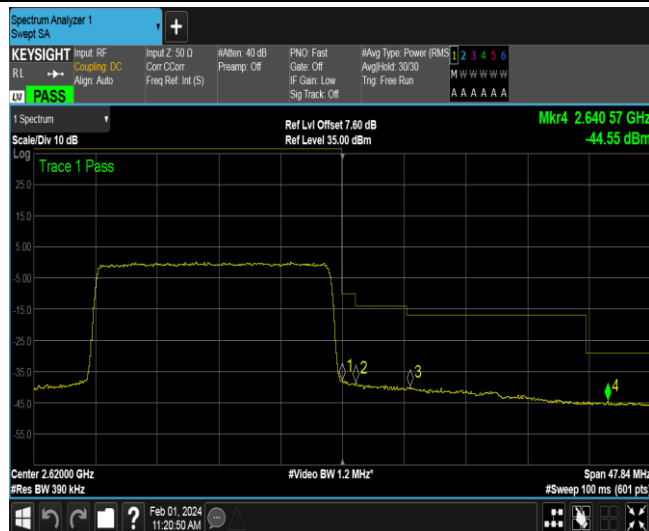 Spectrum Analyzer 1
Swept SA
+
KEYSIGHT
RL
LXI PASS
Input: RF
Coupling: DC
Align: Auto
Input Z: 50 Ω
Corr CCorr
Freq Ref: Int (S)
#Atten: 40 dB
Preamp: Off
PNO: Fast
Gate: Off
IF Gain: Low
Sig Track: Off
#Avg Type: Power (RMS
Avg|Hold: 30/30
Trig: Free Run
1 2 3 4 5 6
M W W W W W
A A A A A A
1 Spectrum
Scale/Div 10 dB
Ref Lvl Offset 7.60 dB
Ref Level 35.00 dBm
Mkr4 2.640 57 GHz
-44.55 dBm
Log
Trace 1 Pass
25.0
15.0
5.00
-5.00
-15.0
-25.0
-35.0
-45.0
-55.0
1
2
3
4
Center 2.62000 GHz
#Res BW 390 kHz
#Video BW 1.2 MHz*
Span 47.84 MHz
#Sweep 100 ms (601 pts)
?
Feb 01, 2024
11:20:50 AM